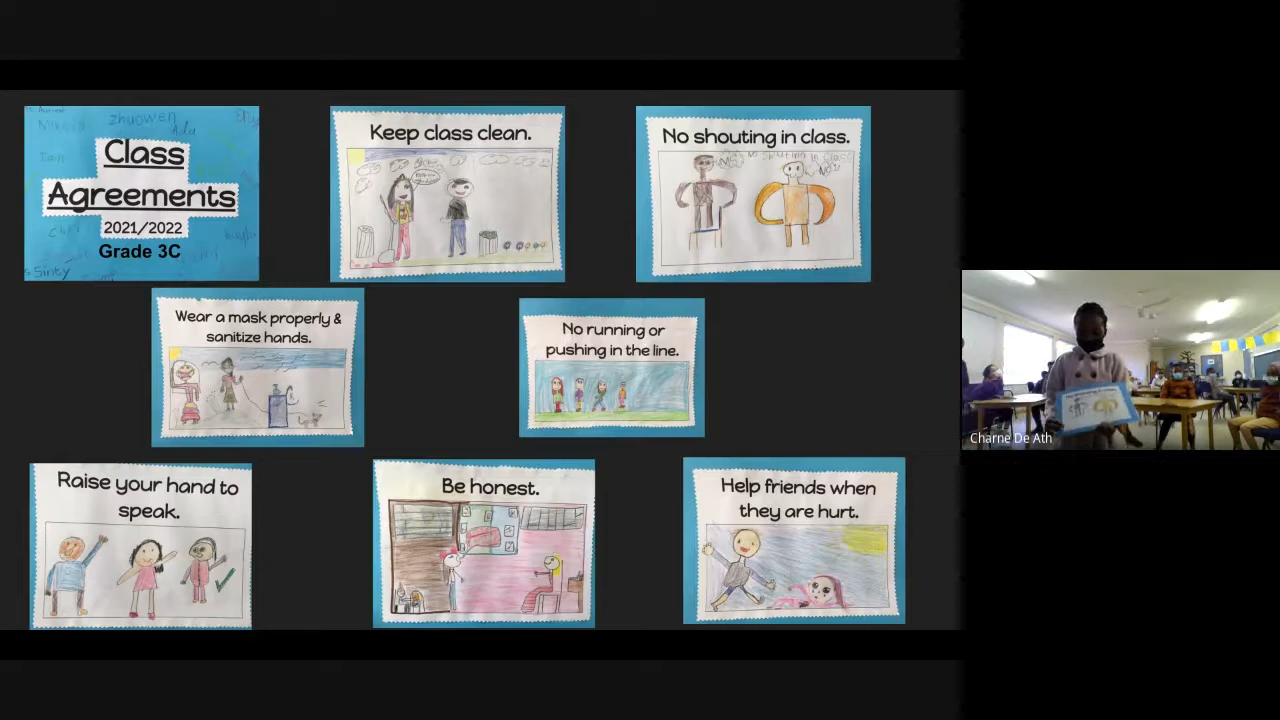 zhuowen
Ada
Class
Agreements
2021/2022
Grade 3C
Sinty
Keep class clean.
No shouting in class.
Wear a mask properly &
sanitize hands.
No running or
pushing in the line.
Raise your hand to
speak.
Be honest.
Help friends when
they are hurt.
Charne De Ath